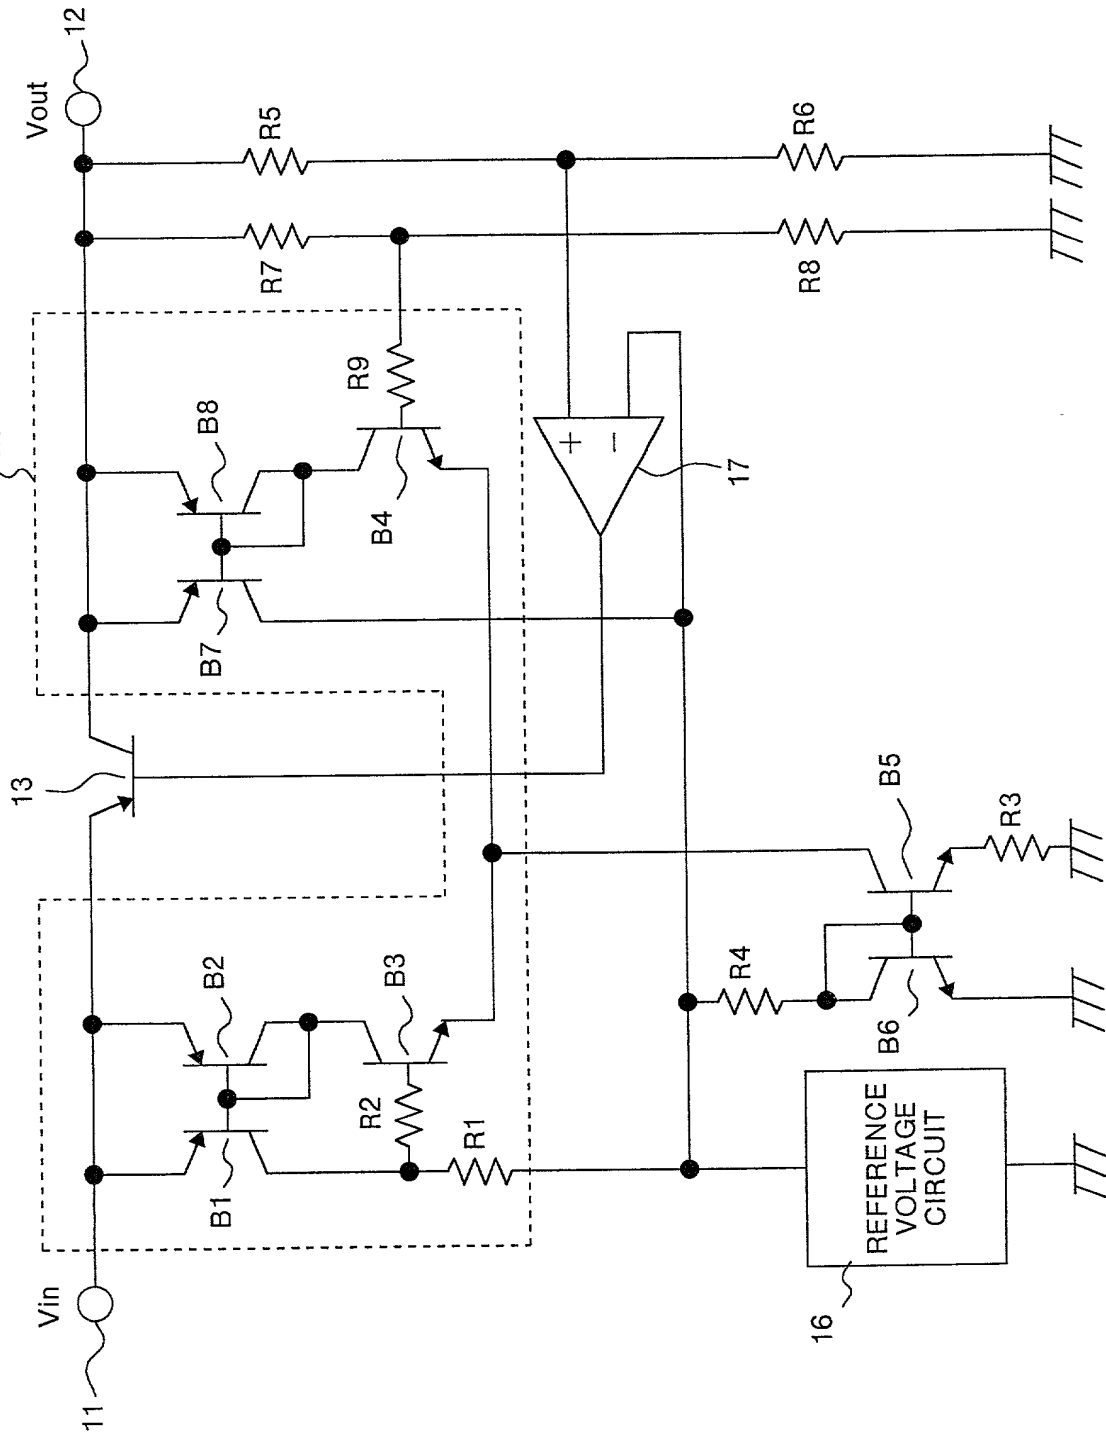 Vin
Vout
11
12
13
B1
B2
B3
R2
R1
B7
B8
B4
R9
R7
R5
R8
R6
+
−
17
R4
B6
B5
R3
REFERENCE
VOLTAGE
CIRCUIT
16